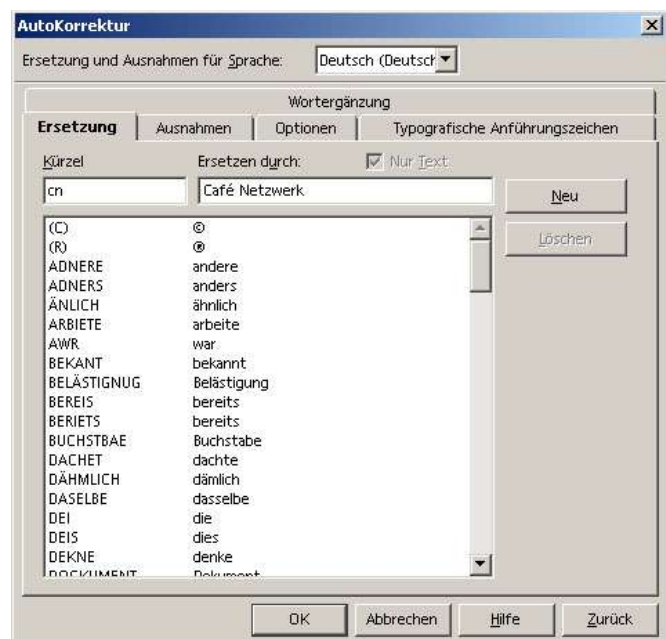 AutoKorrektur
Ersetzung und Ausnahmen für Sprache: Deutsch (Deutsch
Wortergänzung
Ersetzung Ausnahmen Optionen Typografische Anführungszeichen
Kürzel Ersetzen durch: Nur Text
cn Café Netzwerk Neu
Löschen
(C) ©
(R) ®
ADNERE andere
ADNERS anders
ÄNLICH ähnlich
ARBIETE arbeite
AWR war
BEKANT bekannt
BELÄSTIGNUG Belästigung
BEREIS bereits
BERIETS bereits
BUCHSTBAE Buchstabe
DACHET dachte
DÄHMLICH dämlich
DASELBE dasselbe
DEI die
DEIS dies
DEKNE denke
DOCKUMENT Dokument
OK Abbrechen Hilfe Zurück